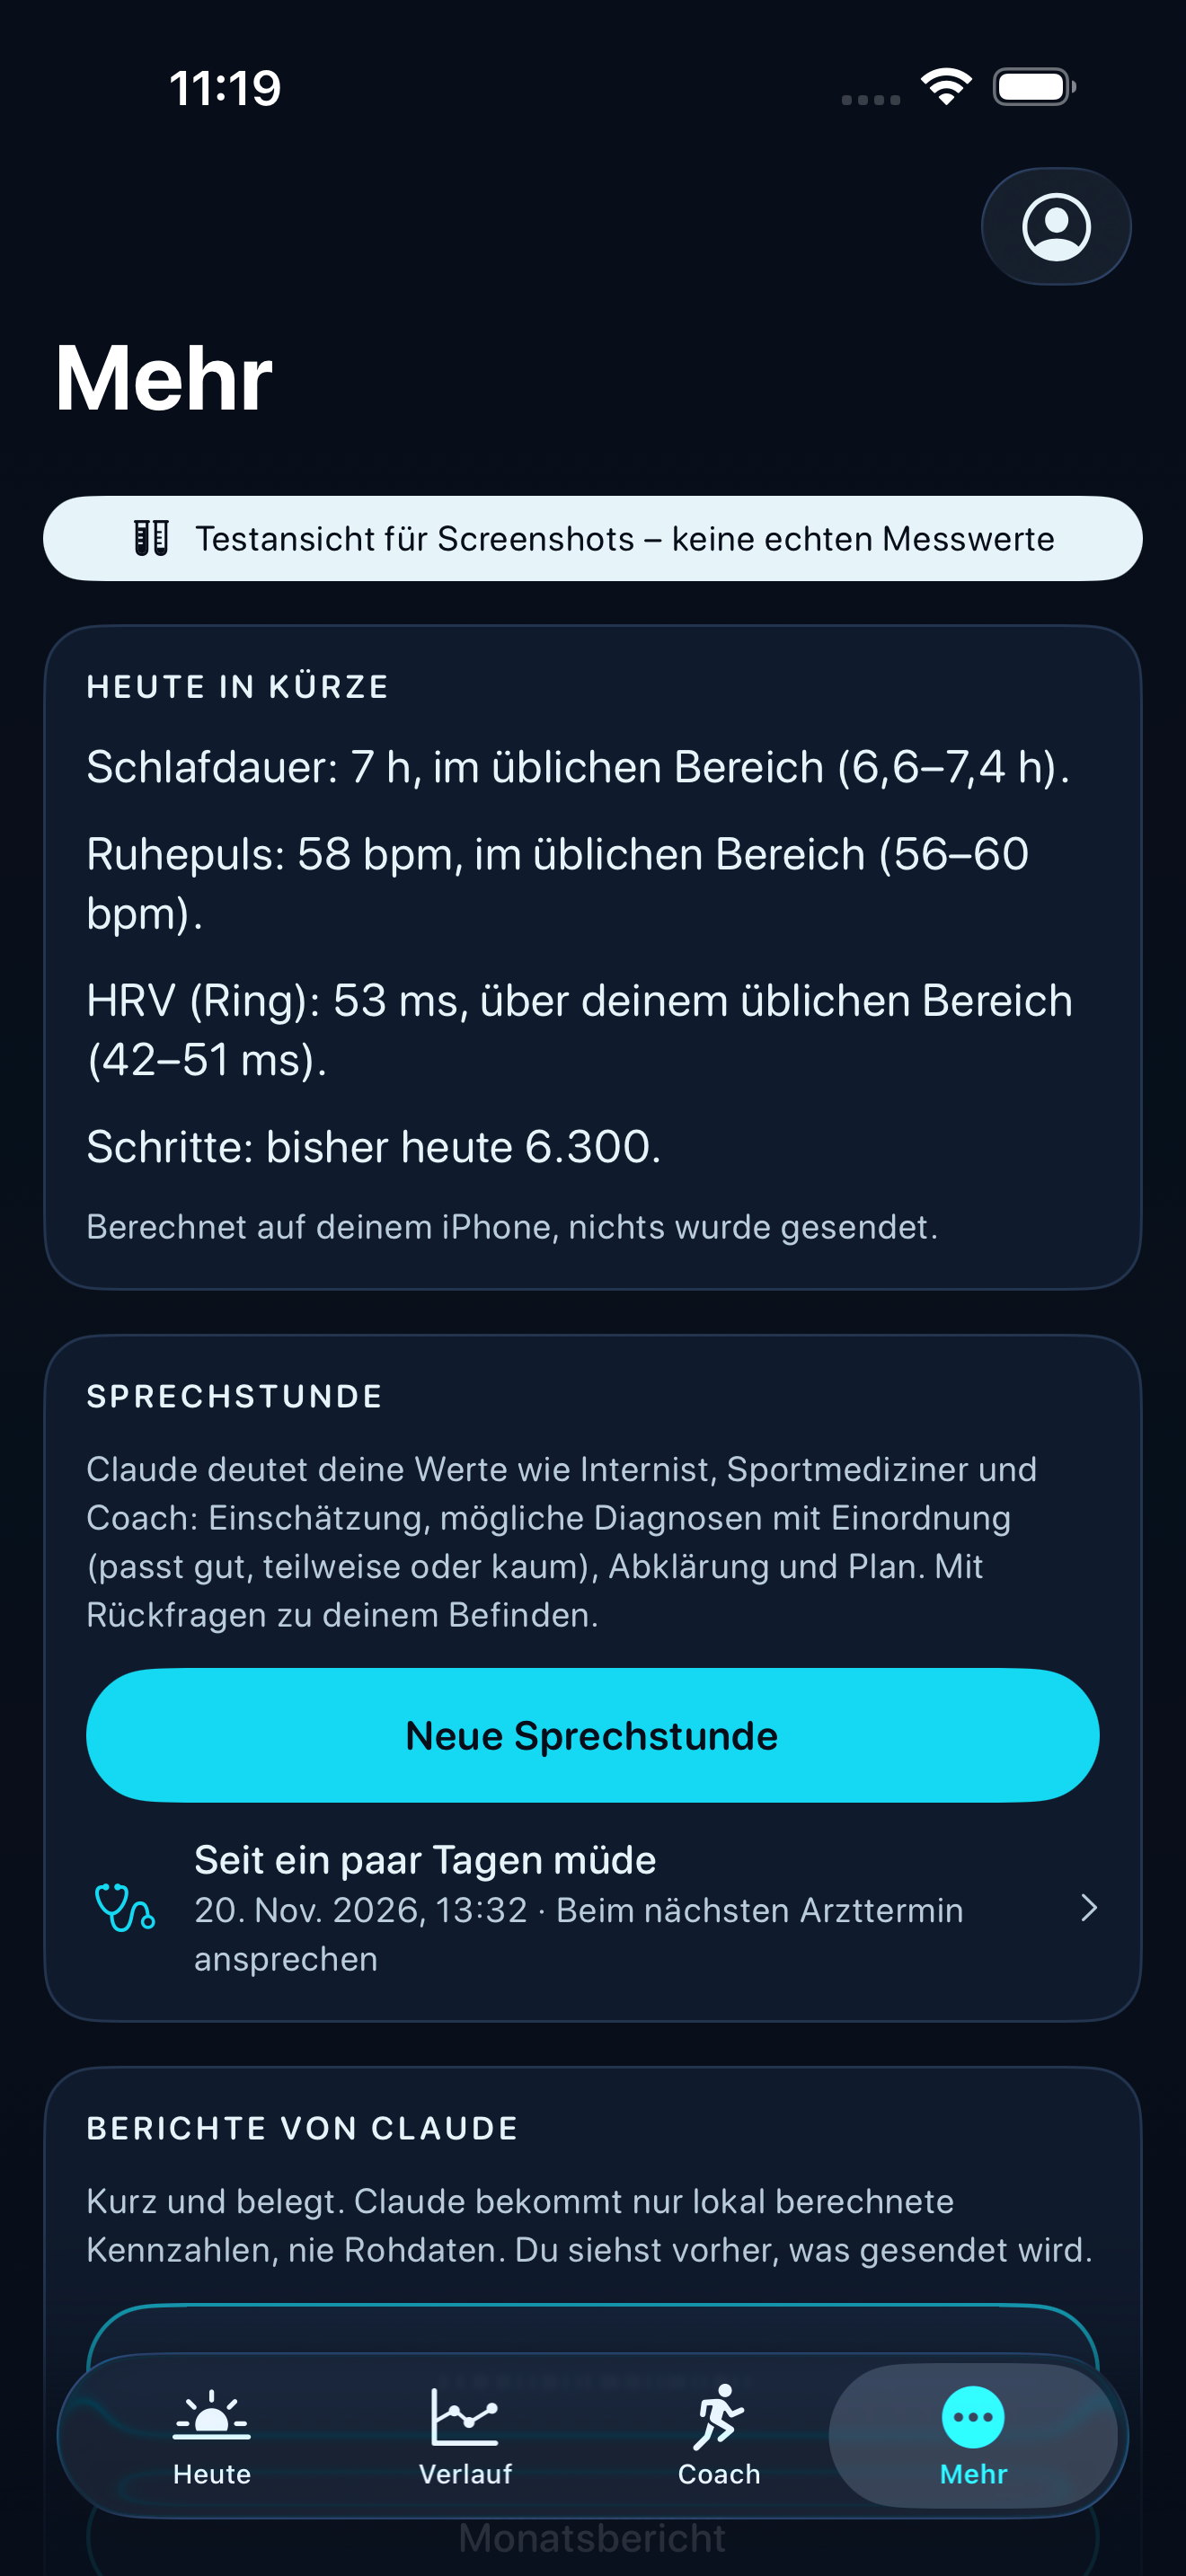 11:19
Mehr
Testansicht für Screenshots – keine echten Messwerte
HEUTE IN KÜRZE
Schlafdauer: 7 h, im üblichen Bereich (6,6–7,4 h).
Ruhepuls: 58 bpm, im üblichen Bereich (56–60
bpm).
HRV (Ring): 53 ms, über deinem üblichen Bereich
(42–51 ms).
Schritte: bisher heute 6.300.
Berechnet auf deinem iPhone, nichts wurde gesendet.
SPRECHSTUNDE
Claude deutet deine Werte wie Internist, Sportmediziner und
Coach: Einschätzung, mögliche Diagnosen mit Einordnung
(passt gut, teilweise oder kaum), Abklärung und Plan. Mit
Rückfragen zu deinem Befinden.
Neue Sprechstunde
Seit ein paar Tagen müde
20. Nov. 2026, 13:32 · Beim nächsten Arzttermin
ansprechen
BERICHTE VON CLAUDE
Kurz und belegt. Claude bekommt nur lokal berechnete
Kennzahlen, nie Rohdaten. Du siehst vorher, was gesendet wird.
Heute
Verlauf
Coach
Mehr
Monatsbericht